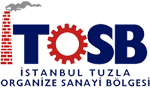 İTOSB
İSTANBUL TUZLA
ORGANİZE SANAYİ BÖLGESİ